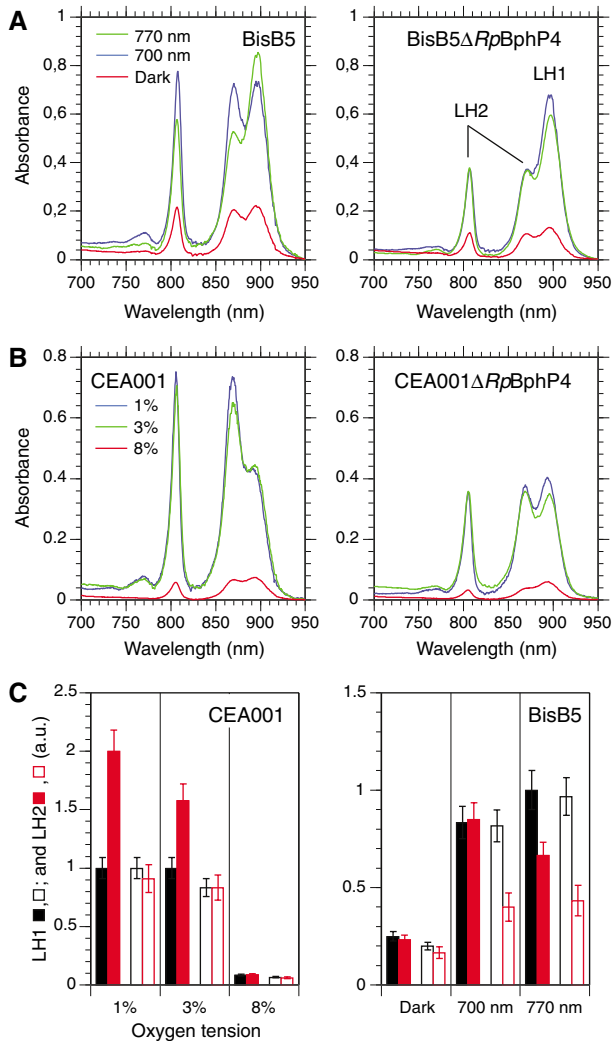 A
770 nm
700 nm
Dark
BisB5
BisB5ΔRpBphP4
LH1
LH2
Absorbance
1
0,8
0,6
0,4
0,2
0
1
0,8
0,6
0,4
0,2
0
700 750 800 850 900 950
700 750 800 850 900 950
Wavelength (nm)
Wavelength (nm)
B
CEA001
1%
3%
8%
CEA001ΔRpBphP4
Absorbance
0.8
0.6
0.4
0.2
0
0.8
0.6
0.4
0.2
0
700 750 800 850 900 950
700 750 800 850 900 950
Wavelength (nm)
Wavelength (nm)
C
CEA001
BisB5
LH1 ■,□; and LH2 ■,□ (a.u.)
2.5
2
1.5
1
0.5
0
1.5
1
0.5
0
1% 3% 8%
Oxygen tension
Dark 700 nm 770 nm